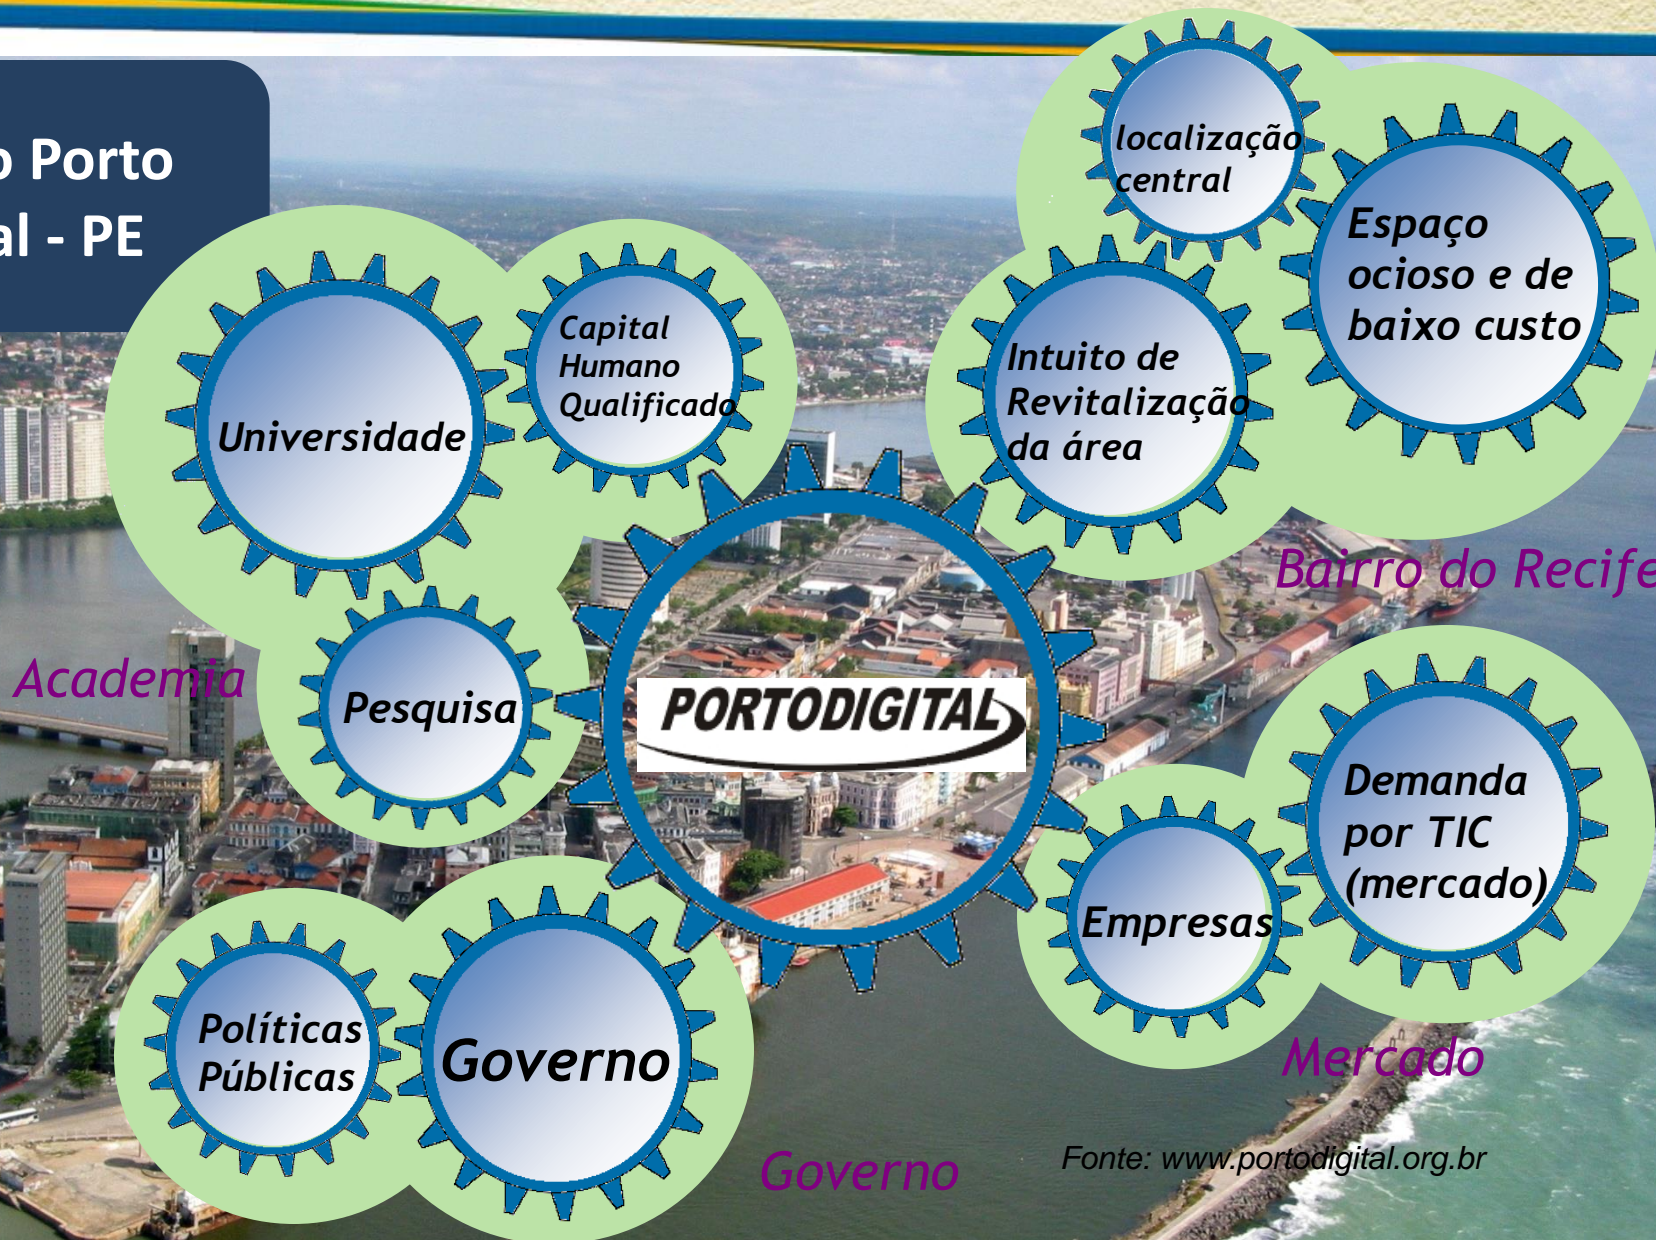 o Porto
al - PE
localização
central
Espaço
ocioso e de
baixo custo
Capital
Humano
Qualificado
Intuito de
Revitalização
da área
Universidade
Bairro do Recife
Academia
Pesquisa
PORTODIGITAL
Demanda
por TIC
(mercado)
Empresas
Políticas
Públicas
Governo
Mercado
Governo
Fonte: www.portodigital.org.br